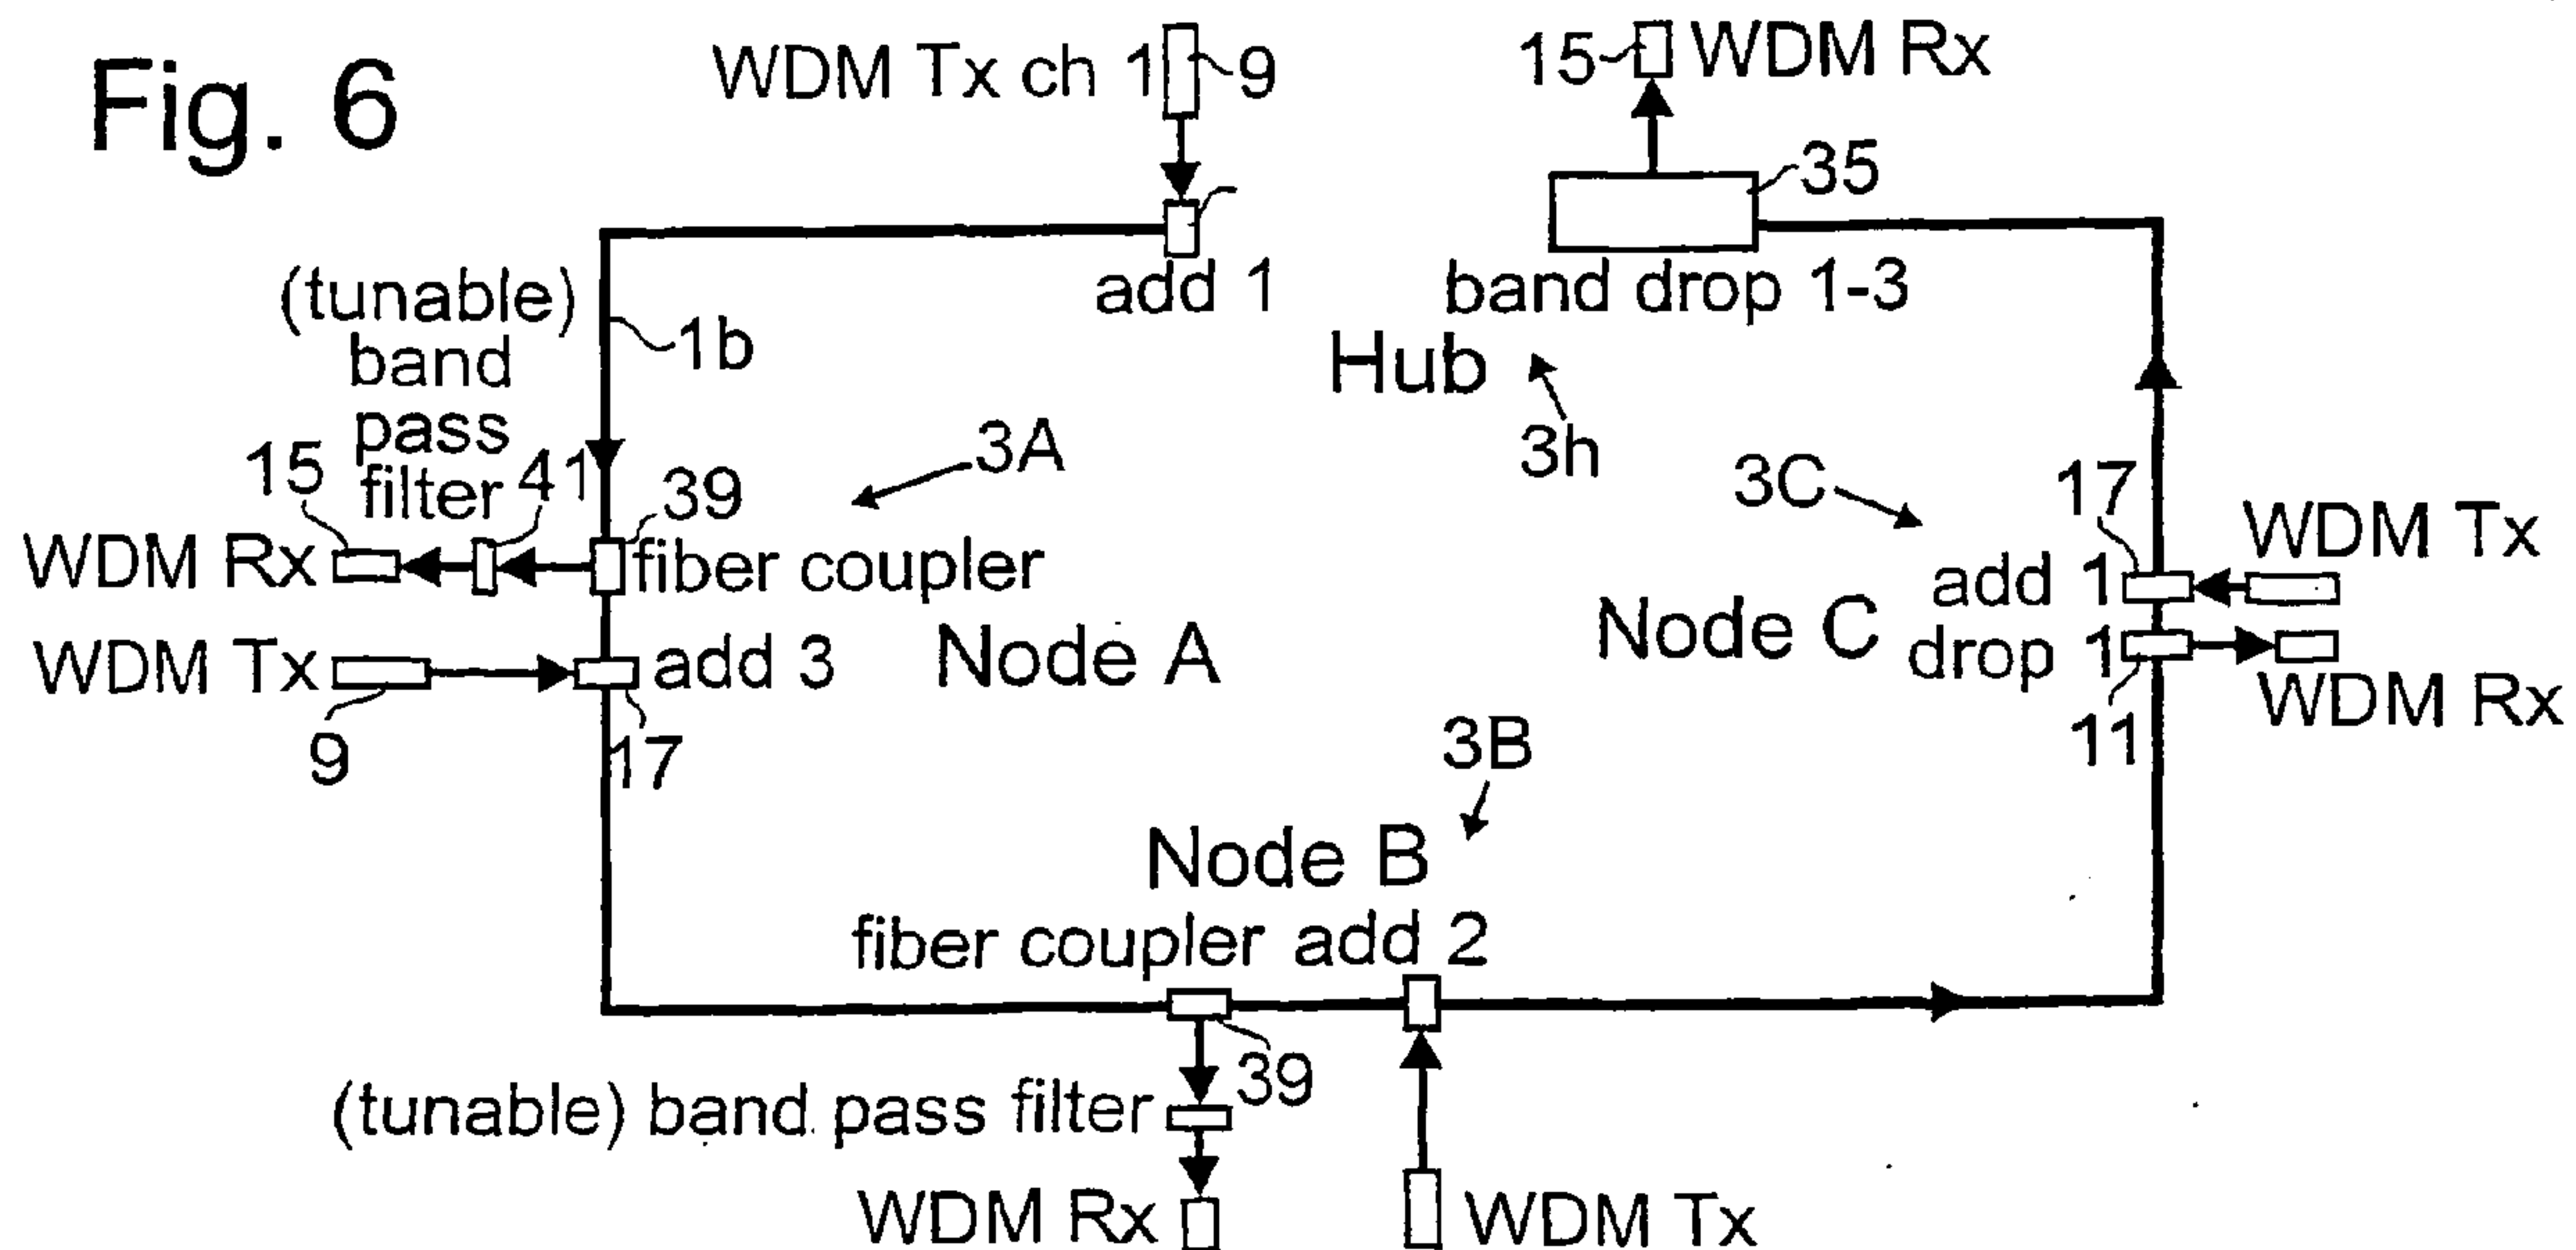 Fig. 6
WDM Tx ch 1
9
15
WDM Rx
35
add 1
band drop 1-3
Hub
3h
(tunable)
band
pass
filter
1b
15
41
39
3A
WDM Rx
fiber coupler
WDM Tx
add 3
Node A
9
17
3C
17
WDM Tx
add 1
Node C
drop 1
WDM Rx
11
3B
Node B
fiber coupler add 2
39
(tunable) band pass filter
WDM Rx
WDM Tx